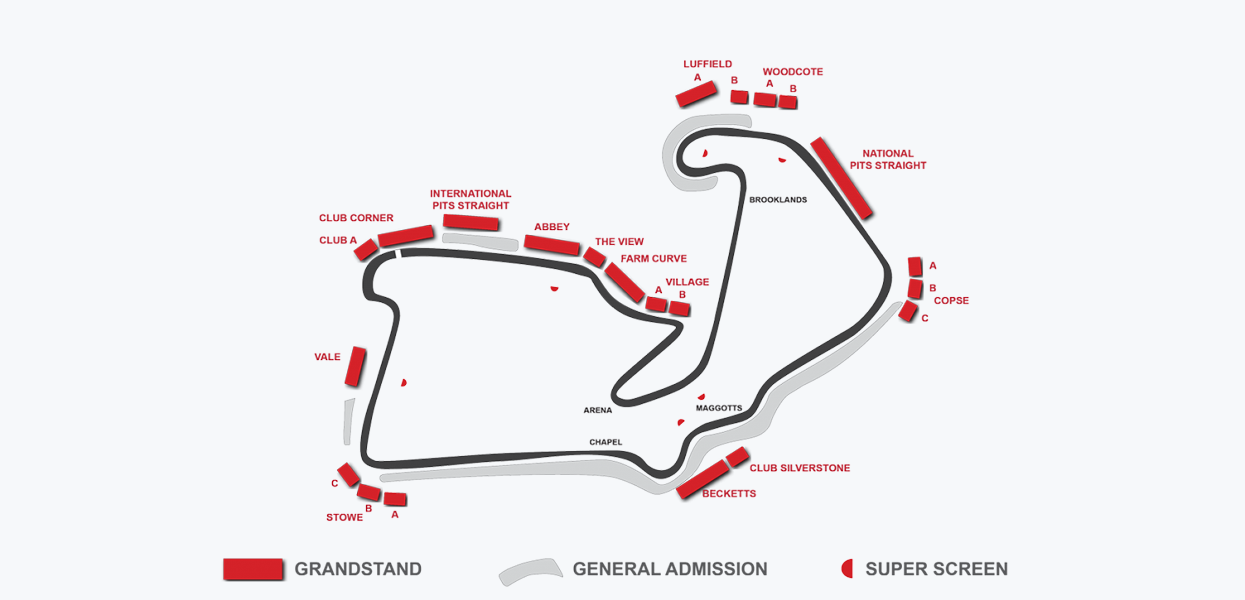 LUFFIELD
A
B
WOODCOTE
A
B
NATIONAL
PITS STRAIGHT
BROOKLANDS
INTERNATIONAL
PITS STRAIGHT
CLUB CORNER
CLUB A
ABBEY
THE VIEW
FARM CURVE
VILLAGE
A
B
A
B
COPSE
C
VALE
ARENA
MAGGOTTS
CHAPEL
CLUB SILVERSTONE
BECKETTS
C
B
A
STOWE
GRANDSTAND
GENERAL ADMISSION
SUPER SCREEN